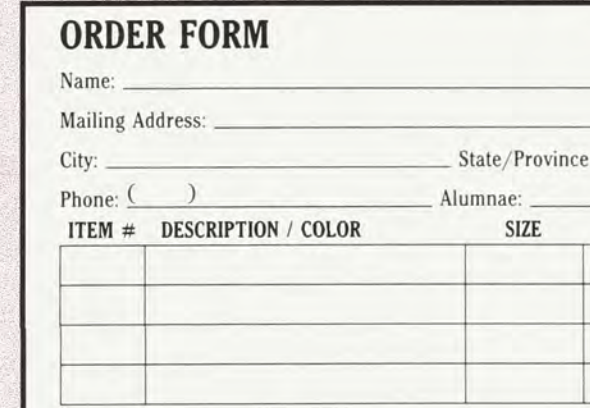 ORDER FORM
Name:
Mailing Address:
City: State/Province
Phone: ( ) Alumnae:
ITEM # DESCRIPTION / COLOR SIZE